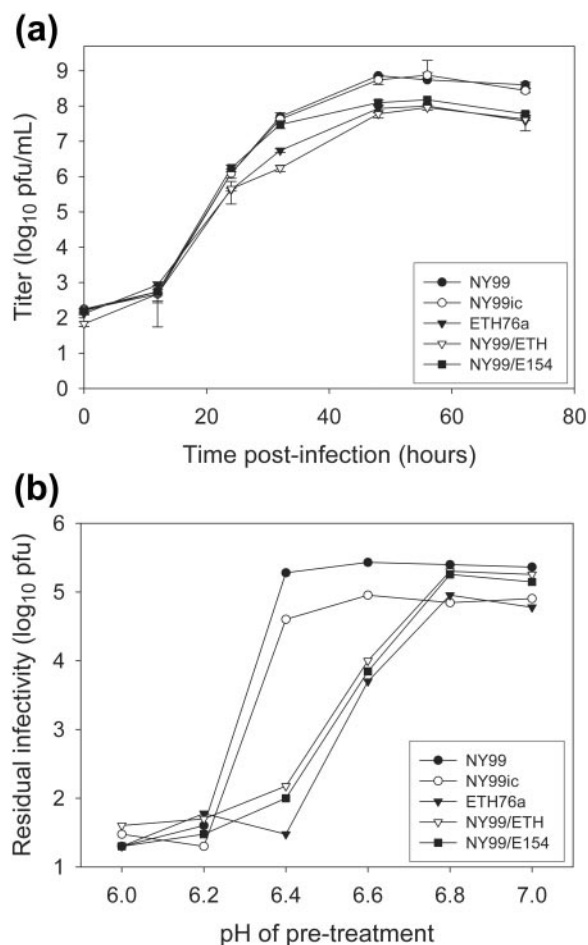 (a)
Titer (log10 pfu/mL)
9
8
7
6
5
4
3
2
1
0
NY99
NY99ic
ETH76a
NY99/ETH
NY99/E154
0 20 40 60 80
Time post-infection (hours)
(b)
Residual infectivity (log10 pfu)
6
5
4
3
2
1
NY99
NY99ic
ETH76a
NY99/ETH
NY99/E154
6.0 6.2 6.4 6.6 6.8 7.0
pH of pre-treatment